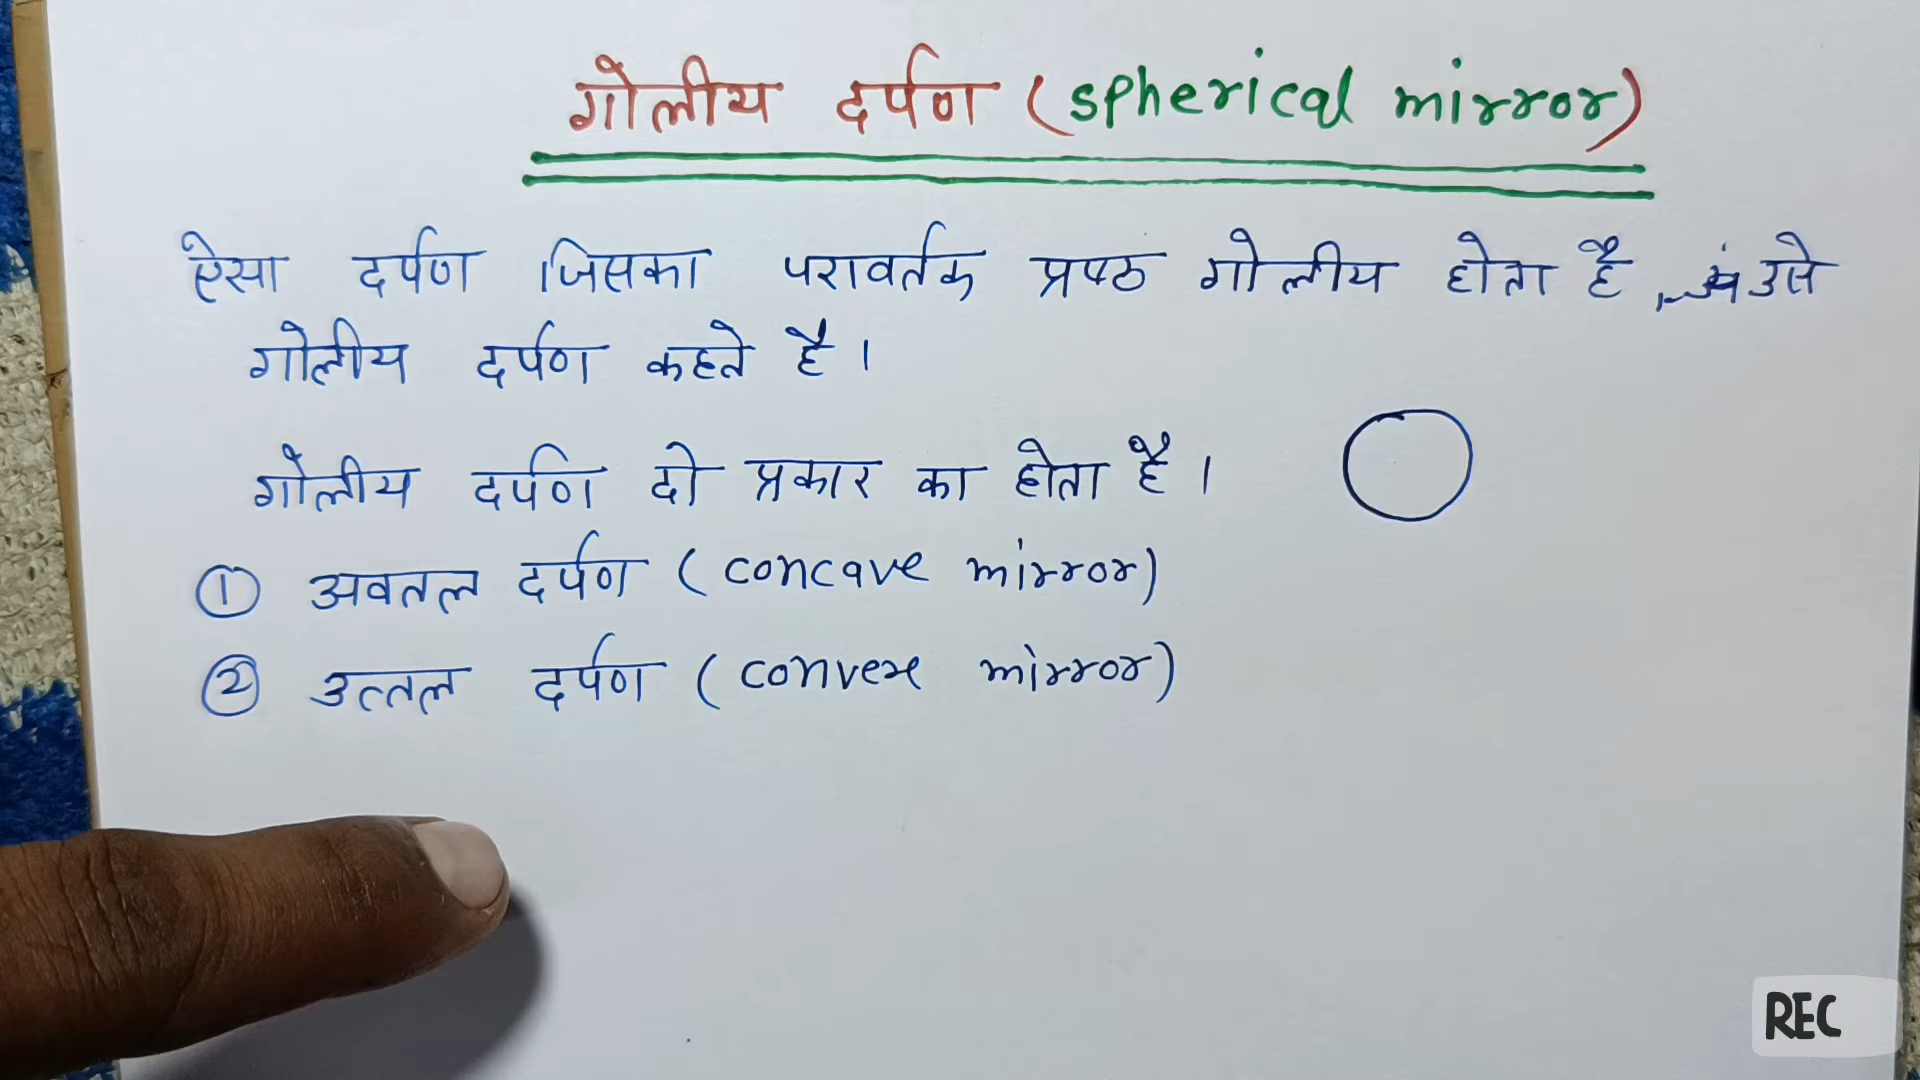 गोलीय दर्पण (spherical mirror)
ऐसा दर्पण जिसका परावर्तक प्रष्ठ गोलीय होता है, उसे
गोलीय दर्पण कहते है।
गोलीय दर्पण दो प्रकार का होता है।
① अवतल दर्पण (concave mirror)
② उत्तल दर्पण (convex mirror)
REC